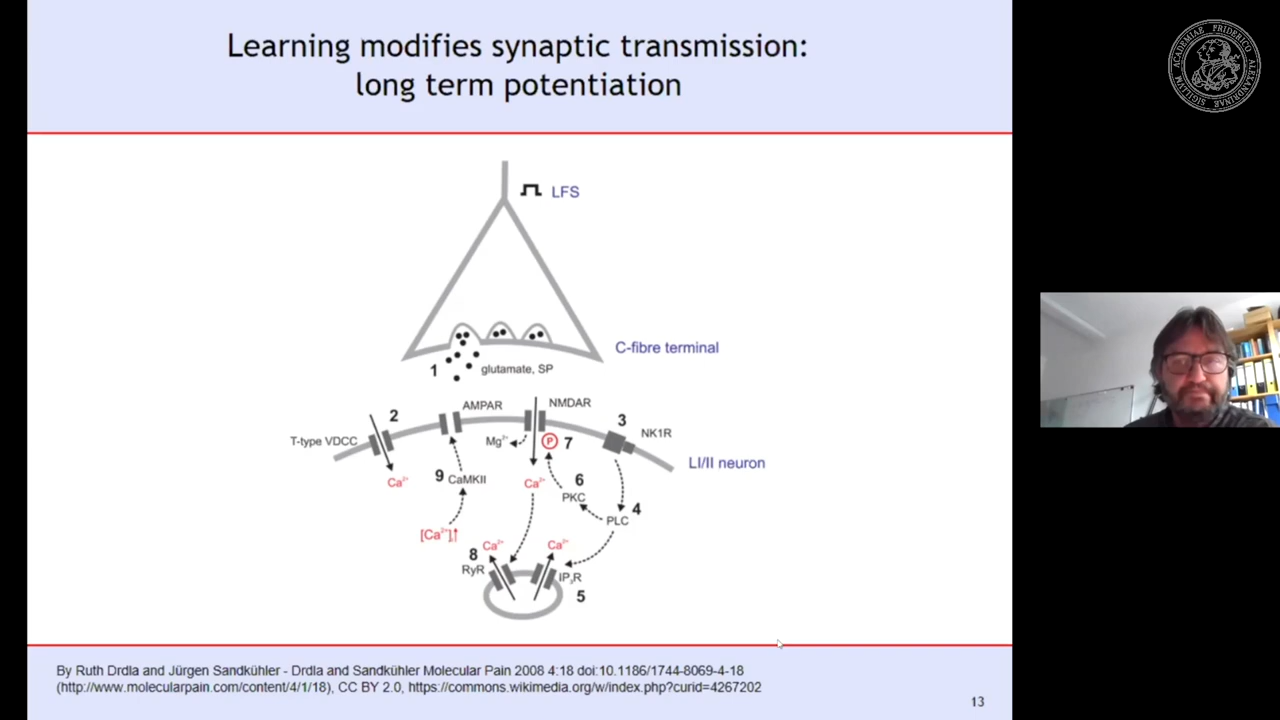 Learning modifies synaptic transmission:
long term potentiation
LFS
C-fibre terminal
1
glutamate, SP
AMPAR
NMDAR
2
3
T-type VDCC
Mg²⁺
P
7
NK1R
LI/II neuron
Ca²⁺
9 CaMKII
Ca²⁺
6
PKC
4
PLC
[Ca²⁺]ᵢ↑
8
Ca²⁺
Ca²⁺
RyR
IP₃R
5
By Ruth Drdla and Jürgen Sandkühler - Drdla and Sandkühler Molecular Pain 2008 4:18 doi:10.1186/1744-8069-4-18
(http://www.molecularpain.com/content/4/1/18), CC BY 2.0, https://commons.wikimedia.org/w/index.php?curid=4267202
13
ACADEMIAE FRIDERICO ALEXANDRINAE SIGILLVM